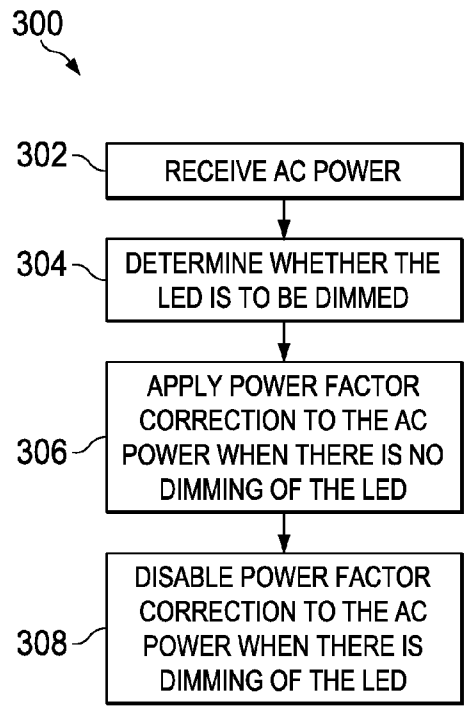 300
302
RECEIVE AC POWER
304
DETERMINE WHETHER THE
LED IS TO BE DIMMED
306
APPLY POWER FACTOR
CORRECTION TO THE AC
POWER WHEN THERE IS NO
DIMMING OF THE LED
308
DISABLE POWER FACTOR
CORRECTION TO THE AC
POWER WHEN THERE IS
DIMMING OF THE LED